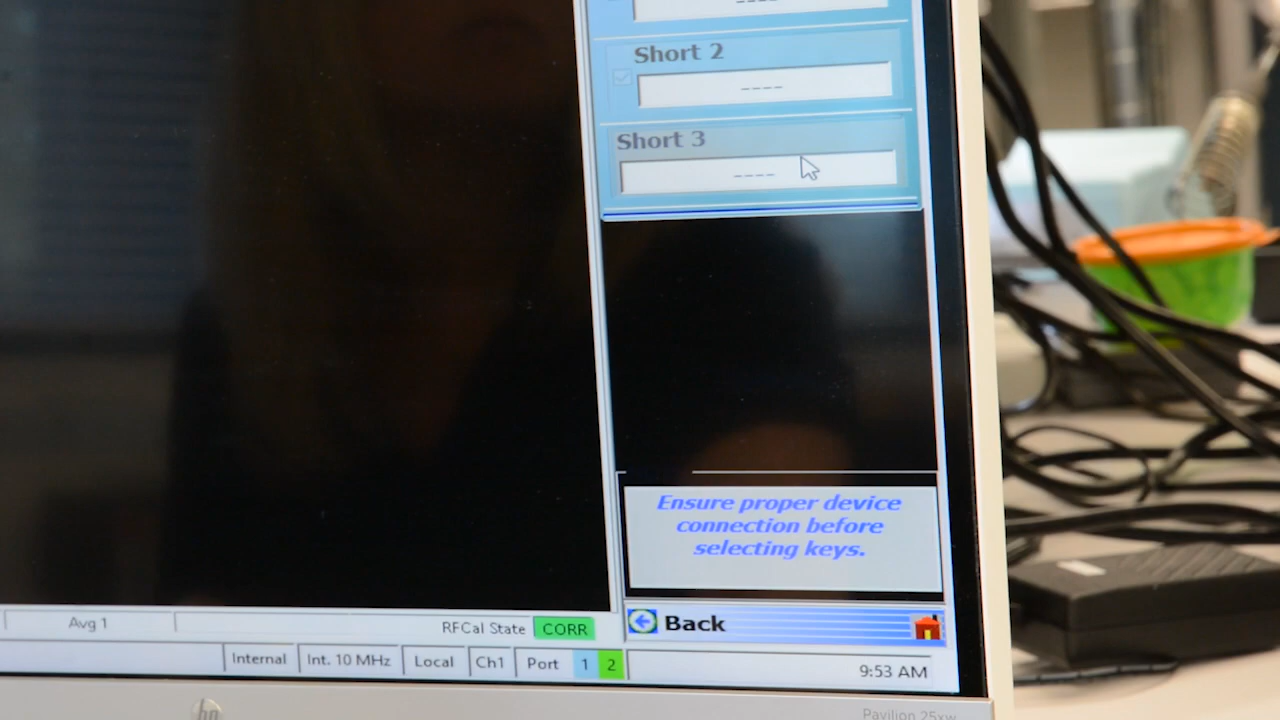 ----
Short 2
----
Short 3
----
Ensure proper device
connection before
selecting keys.
Back
Avg 1
RFCal State
CORR
Internal
Int. 10 MHz
Local
Ch1
Port
1
2
9:53 AM
hp
Pavilion 25xw